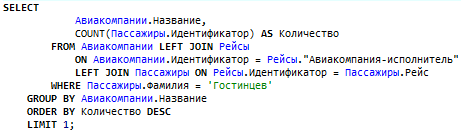 SELECT
Авиакомпании.Название,
COUNT(Пассажиры.Идентификатор) AS Количество
FROM Авиакомпании LEFT JOIN Рейсы
ON Авиакомпании.Идентификатор = Рейсы."Авиакомпания-исполнитель"
LEFT JOIN Пассажиры ON Рейсы.Идентификатор = Пассажиры.Рейс
WHERE Пассажиры.Фамилия = 'Гостинцев'
GROUP BY Авиакомпании.Название
ORDER BY Количество DESC
LIMIT 1;